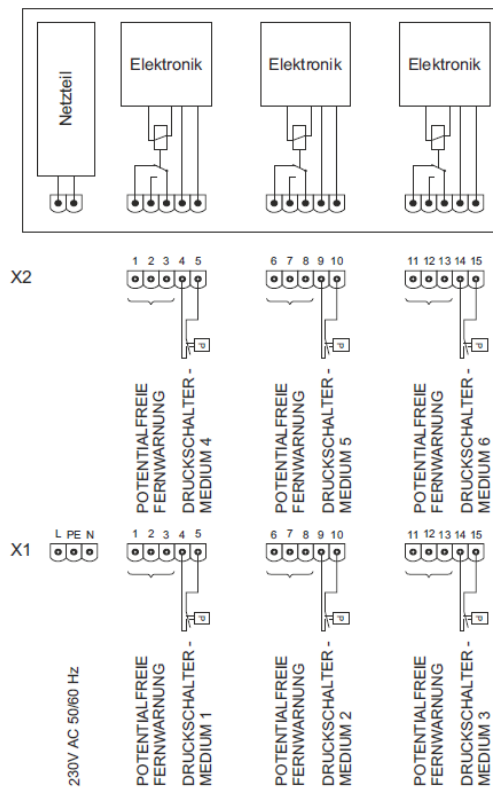 Netzteil
Elektronik
Elektronik
Elektronik
X2
1 2 3 4 5
6 7 8 9 10
11 12 13 14 15
P
P
P
POTENTIALFREIE
FERNWARNUNG
DRUCKSCHALTER -
MEDIUM 4
POTENTIALFREIE
FERNWARNUNG
DRUCKSCHALTER -
MEDIUM 5
POTENTIALFREIE
FERNWARNUNG
DRUCKSCHALTER -
MEDIUM 6
X1
L PE N
1 2 3 4 5
6 7 8 9 10
11 12 13 14 15
P
P
P
230V AC 50/60 Hz
POTENTIALFREIE
FERNWARNUNG
DRUCKSCHALTER -
MEDIUM 1
POTENTIALFREIE
FERNWARNUNG
DRUCKSCHALTER -
MEDIUM 2
POTENTIALFREIE
FERNWARNUNG
DRUCKSCHALTER -
MEDIUM 3